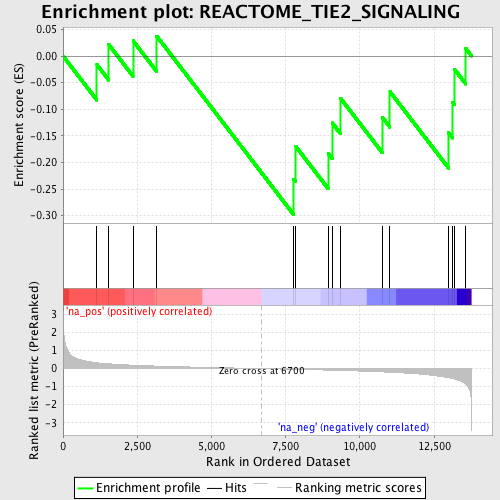 Enrichment plot: REACTOME_TIE2_SIGNALING
Enrichment score (ES)
0.05
0.00
-0.05
-0.10
-0.15
-0.20
-0.25
-0.30
'na_pos' (positively correlated)
Ranked list metric (PreRanked)
3
2
1
0
-1
-2
-3
Zero cross at 6700
'na_neg' (negatively correlated)
0 2,500 5,000 7,500 10,000 12,500
Rank in Ordered Dataset
Enrichment profile Hits Ranking metric scores